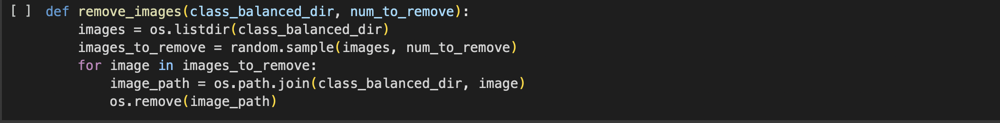 [ ] def remove_images(class_balanced_dir, num_to_remove):
    images = os.listdir(class_balanced_dir)
    images_to_remove = random.sample(images, num_to_remove)
    for image in images_to_remove:
        image_path = os.path.join(class_balanced_dir, image)
        os.remove(image_path)